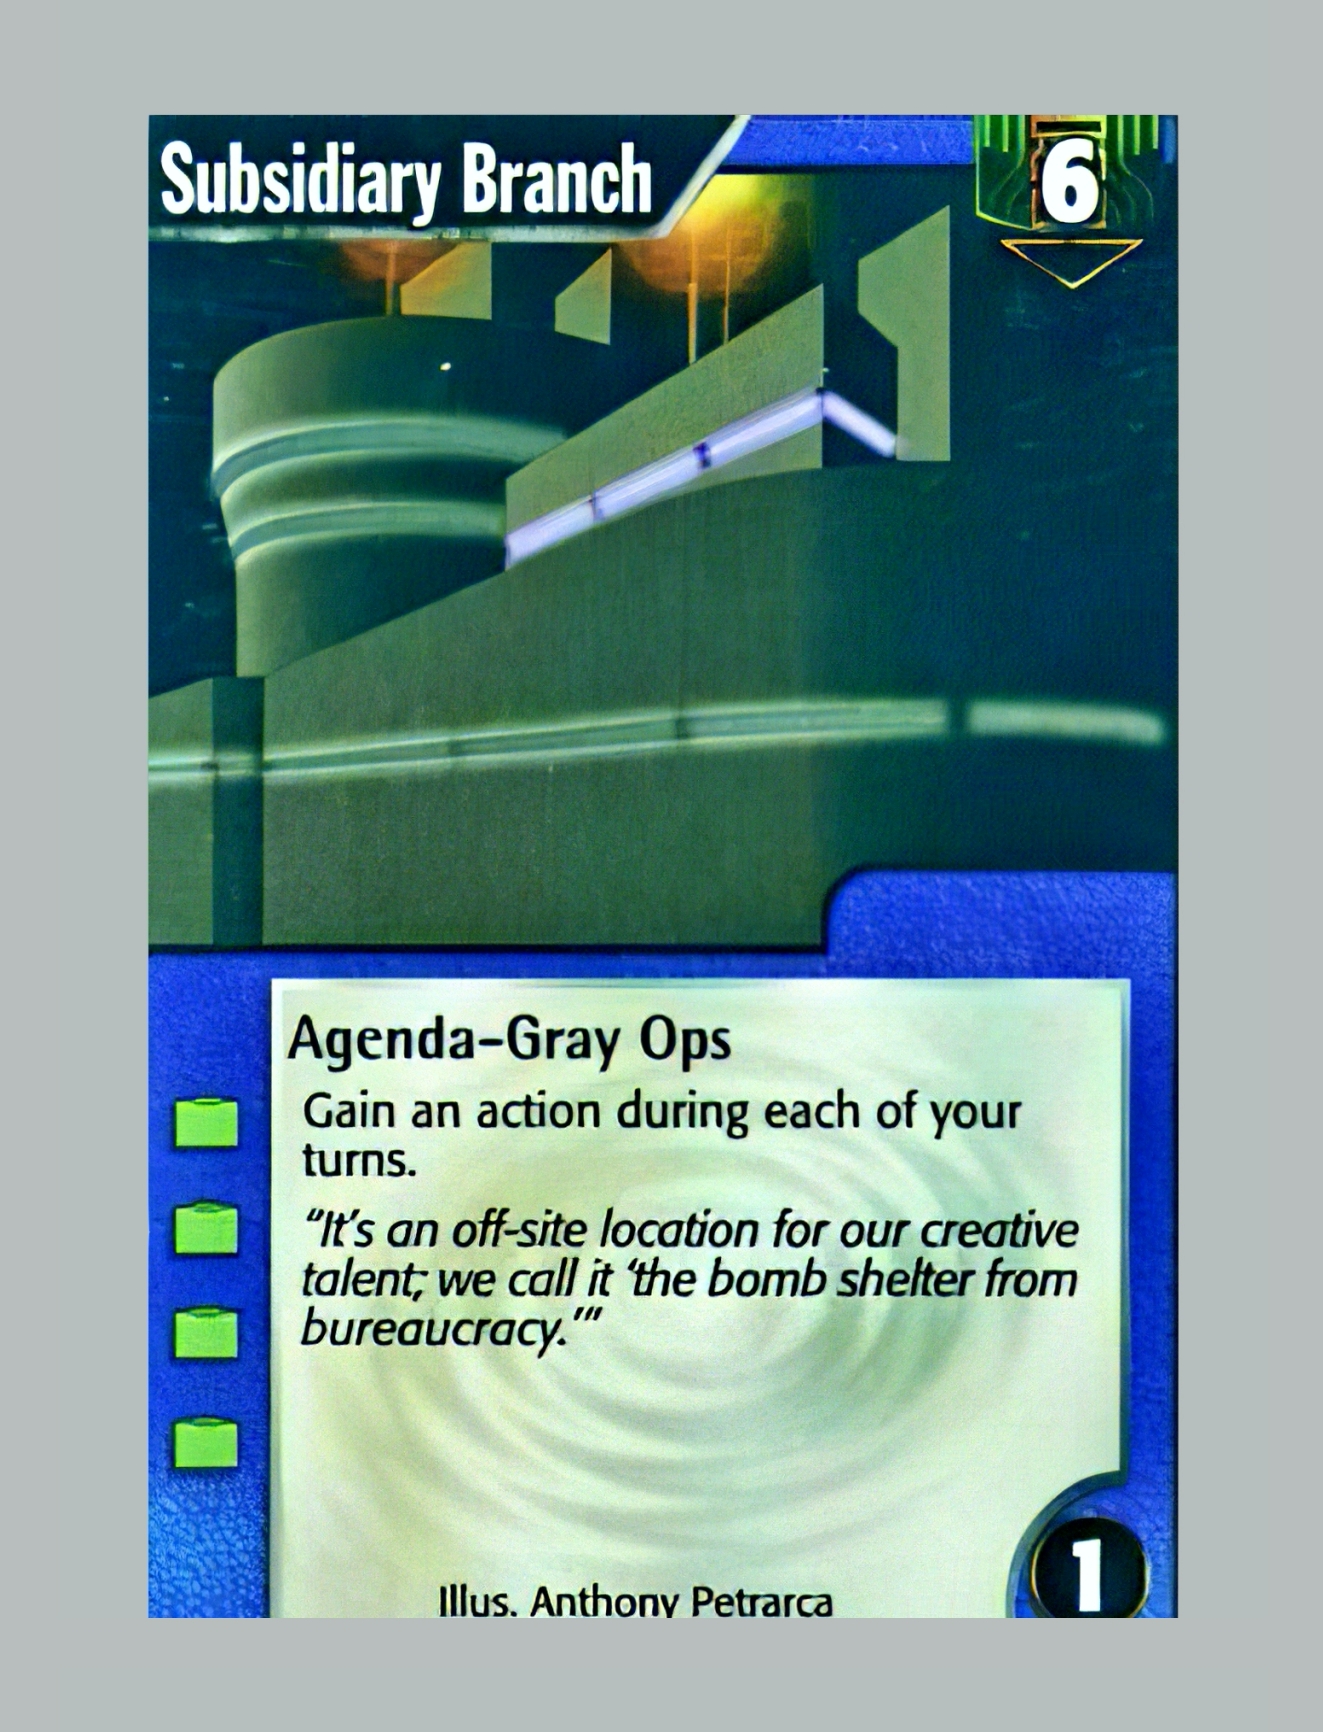 Subsidiary Branch
6
Agenda-Gray Ops
Gain an action during each of your
turns.
"It's an off-site location for our creative
talent; we call it 'the bomb shelter from
bureaucracy.'"
1
Illus. Anthony Petrarca